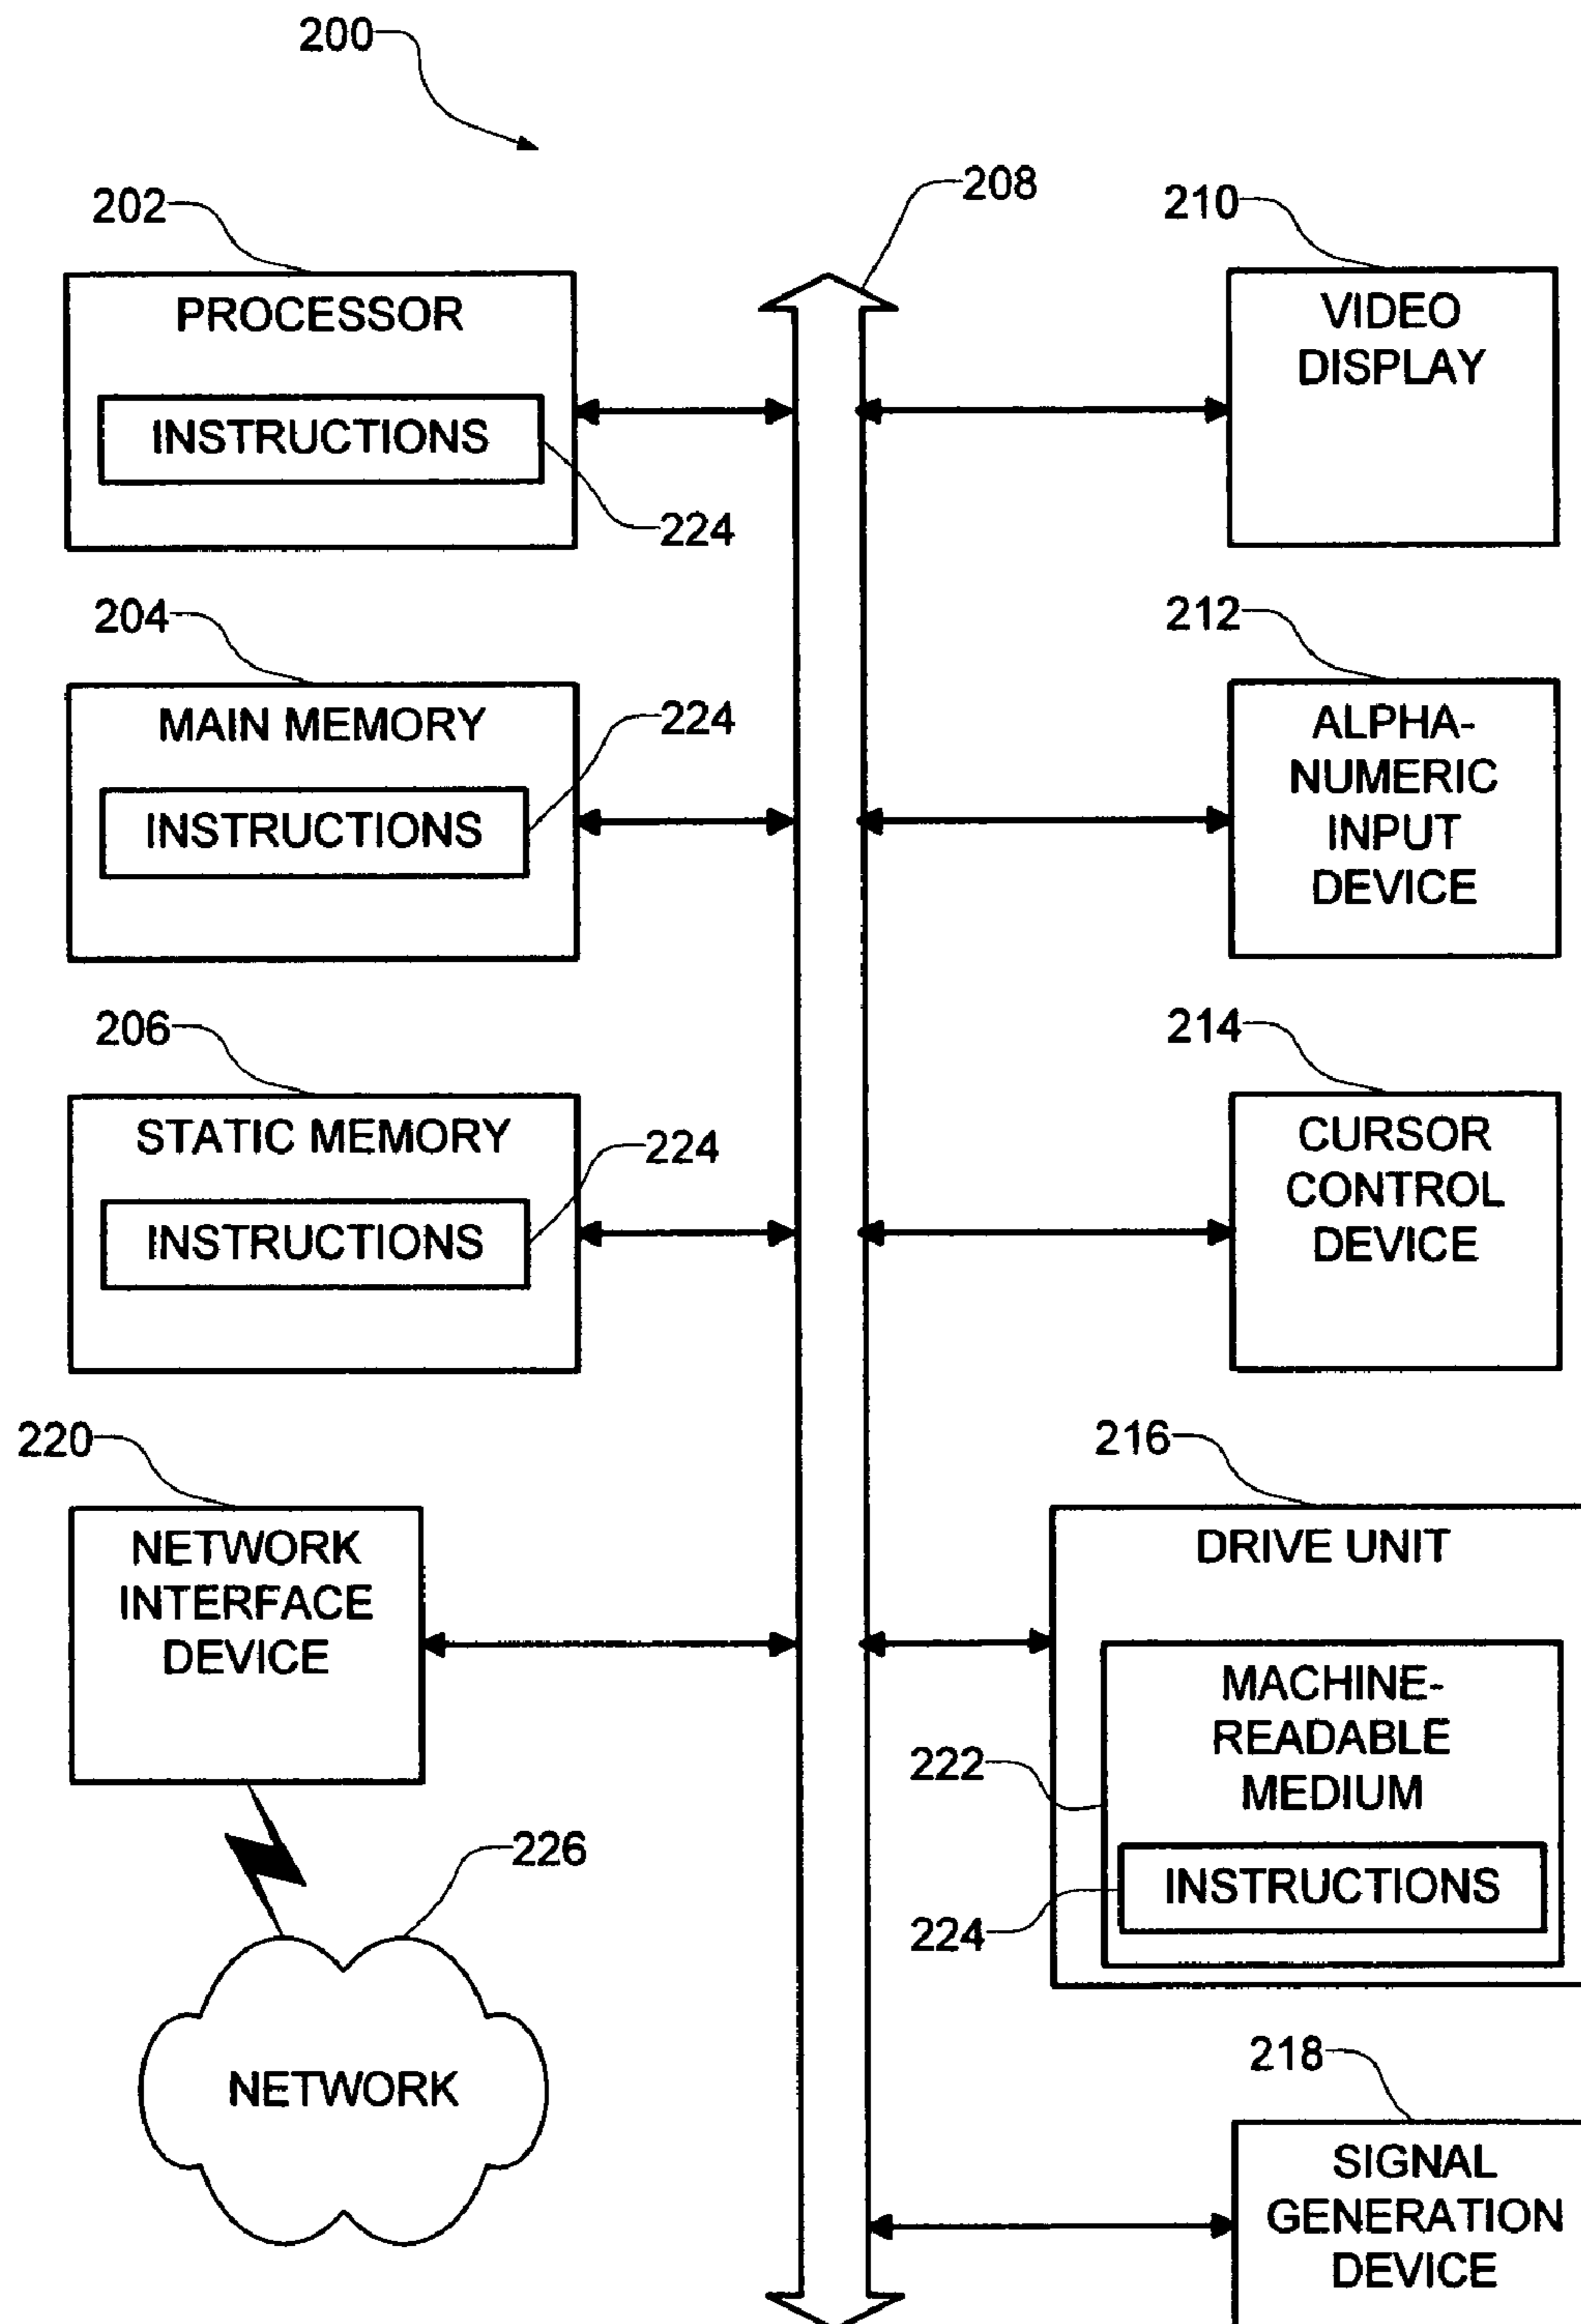 200
208
202
PROCESSOR
INSTRUCTIONS
224
210
VIDEO
DISPLAY
204
MAIN MEMORY
224
INSTRUCTIONS
212
ALPHA-
NUMERIC
INPUT
DEVICE
206
STATIC MEMORY
224
INSTRUCTIONS
214
CURSOR
CONTROL
DEVICE
220
NETWORK
INTERFACE
DEVICE
216
DRIVE UNIT
MACHINE-
READABLE
MEDIUM
222
INSTRUCTIONS
224
226
NETWORK
218
SIGNAL
GENERATION
DEVICE